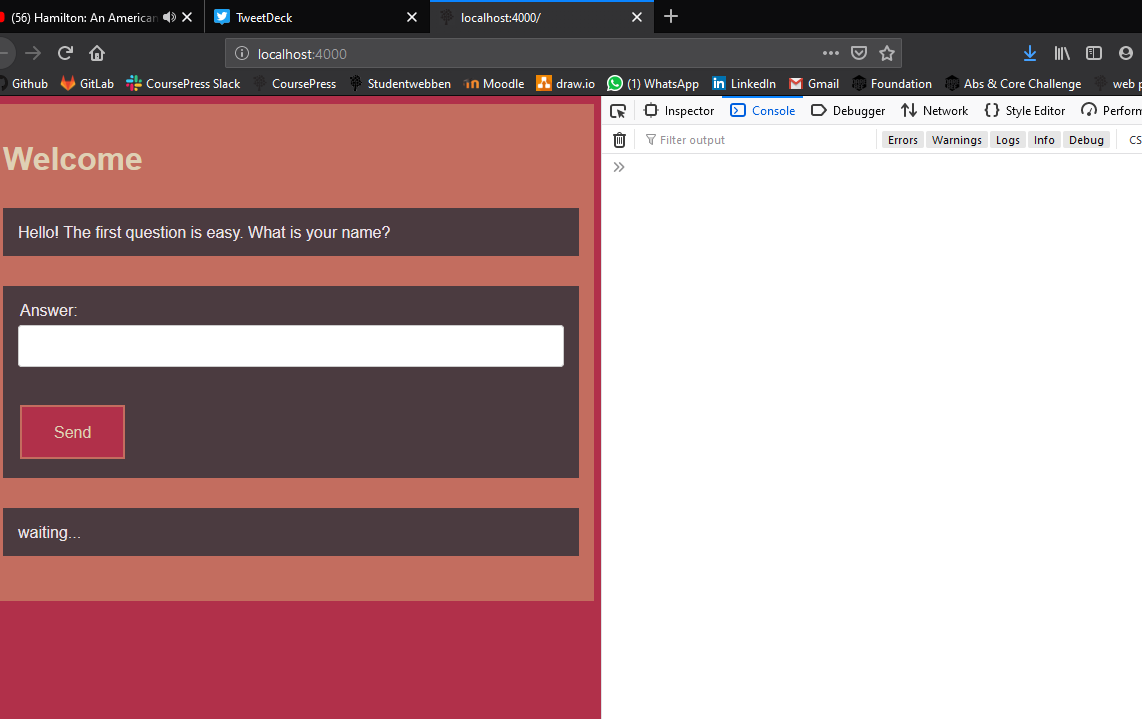 (56) Hamilton: An American
TweetDeck
localhost:4000/
localhost:4000
Github
GitLab
CoursePress Slack
CoursePress
Studentwebben
Moodle
draw.io
(1) WhatsApp
LinkedIn
Gmail
Foundation
Abs & Core Challenge
web p
Inspector
Console
Debugger
Network
Style Editor
Perform
Filter output
Errors
Warnings
Logs
Info
Debug
CS
Welcome
Hello! The first question is easy. What is your name?
Answer:
Send
waiting...